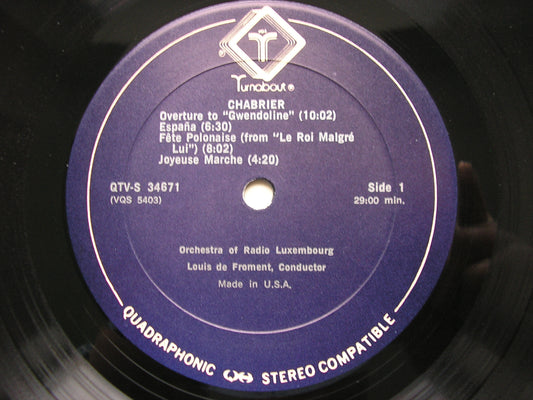 Turnabout ®
CHABRIER
Overture to "Gwendoline" (10:02)
España (6:30)
Fête Polonaise (from "Le Roi Malgré
Lui") (8:02)
Joyeuse Marche (4:20)
QTV-S 34671
(VQS 5403)
Side 1
29:00 min.
Orchestra of Radio Luxembourg
Louis de Froment, Conductor
Made in U.S.A.
QUADRAPHONIC STEREO COMPATIBLE